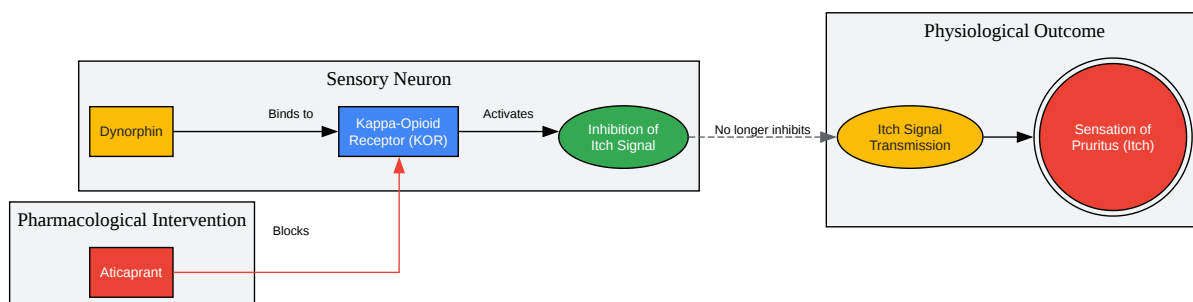 Physiological Outcome
Sensory Neuron
Dynorphin
Binds to
Kappa-Opioid
Receptor (KOR)
Activates
Inhibition of
Itch Signal
No longer inhibits
Itch Signal
Transmission
Sensation of
Pruritus (Itch)
Pharmacological Intervention
Aticaprant
Blocks